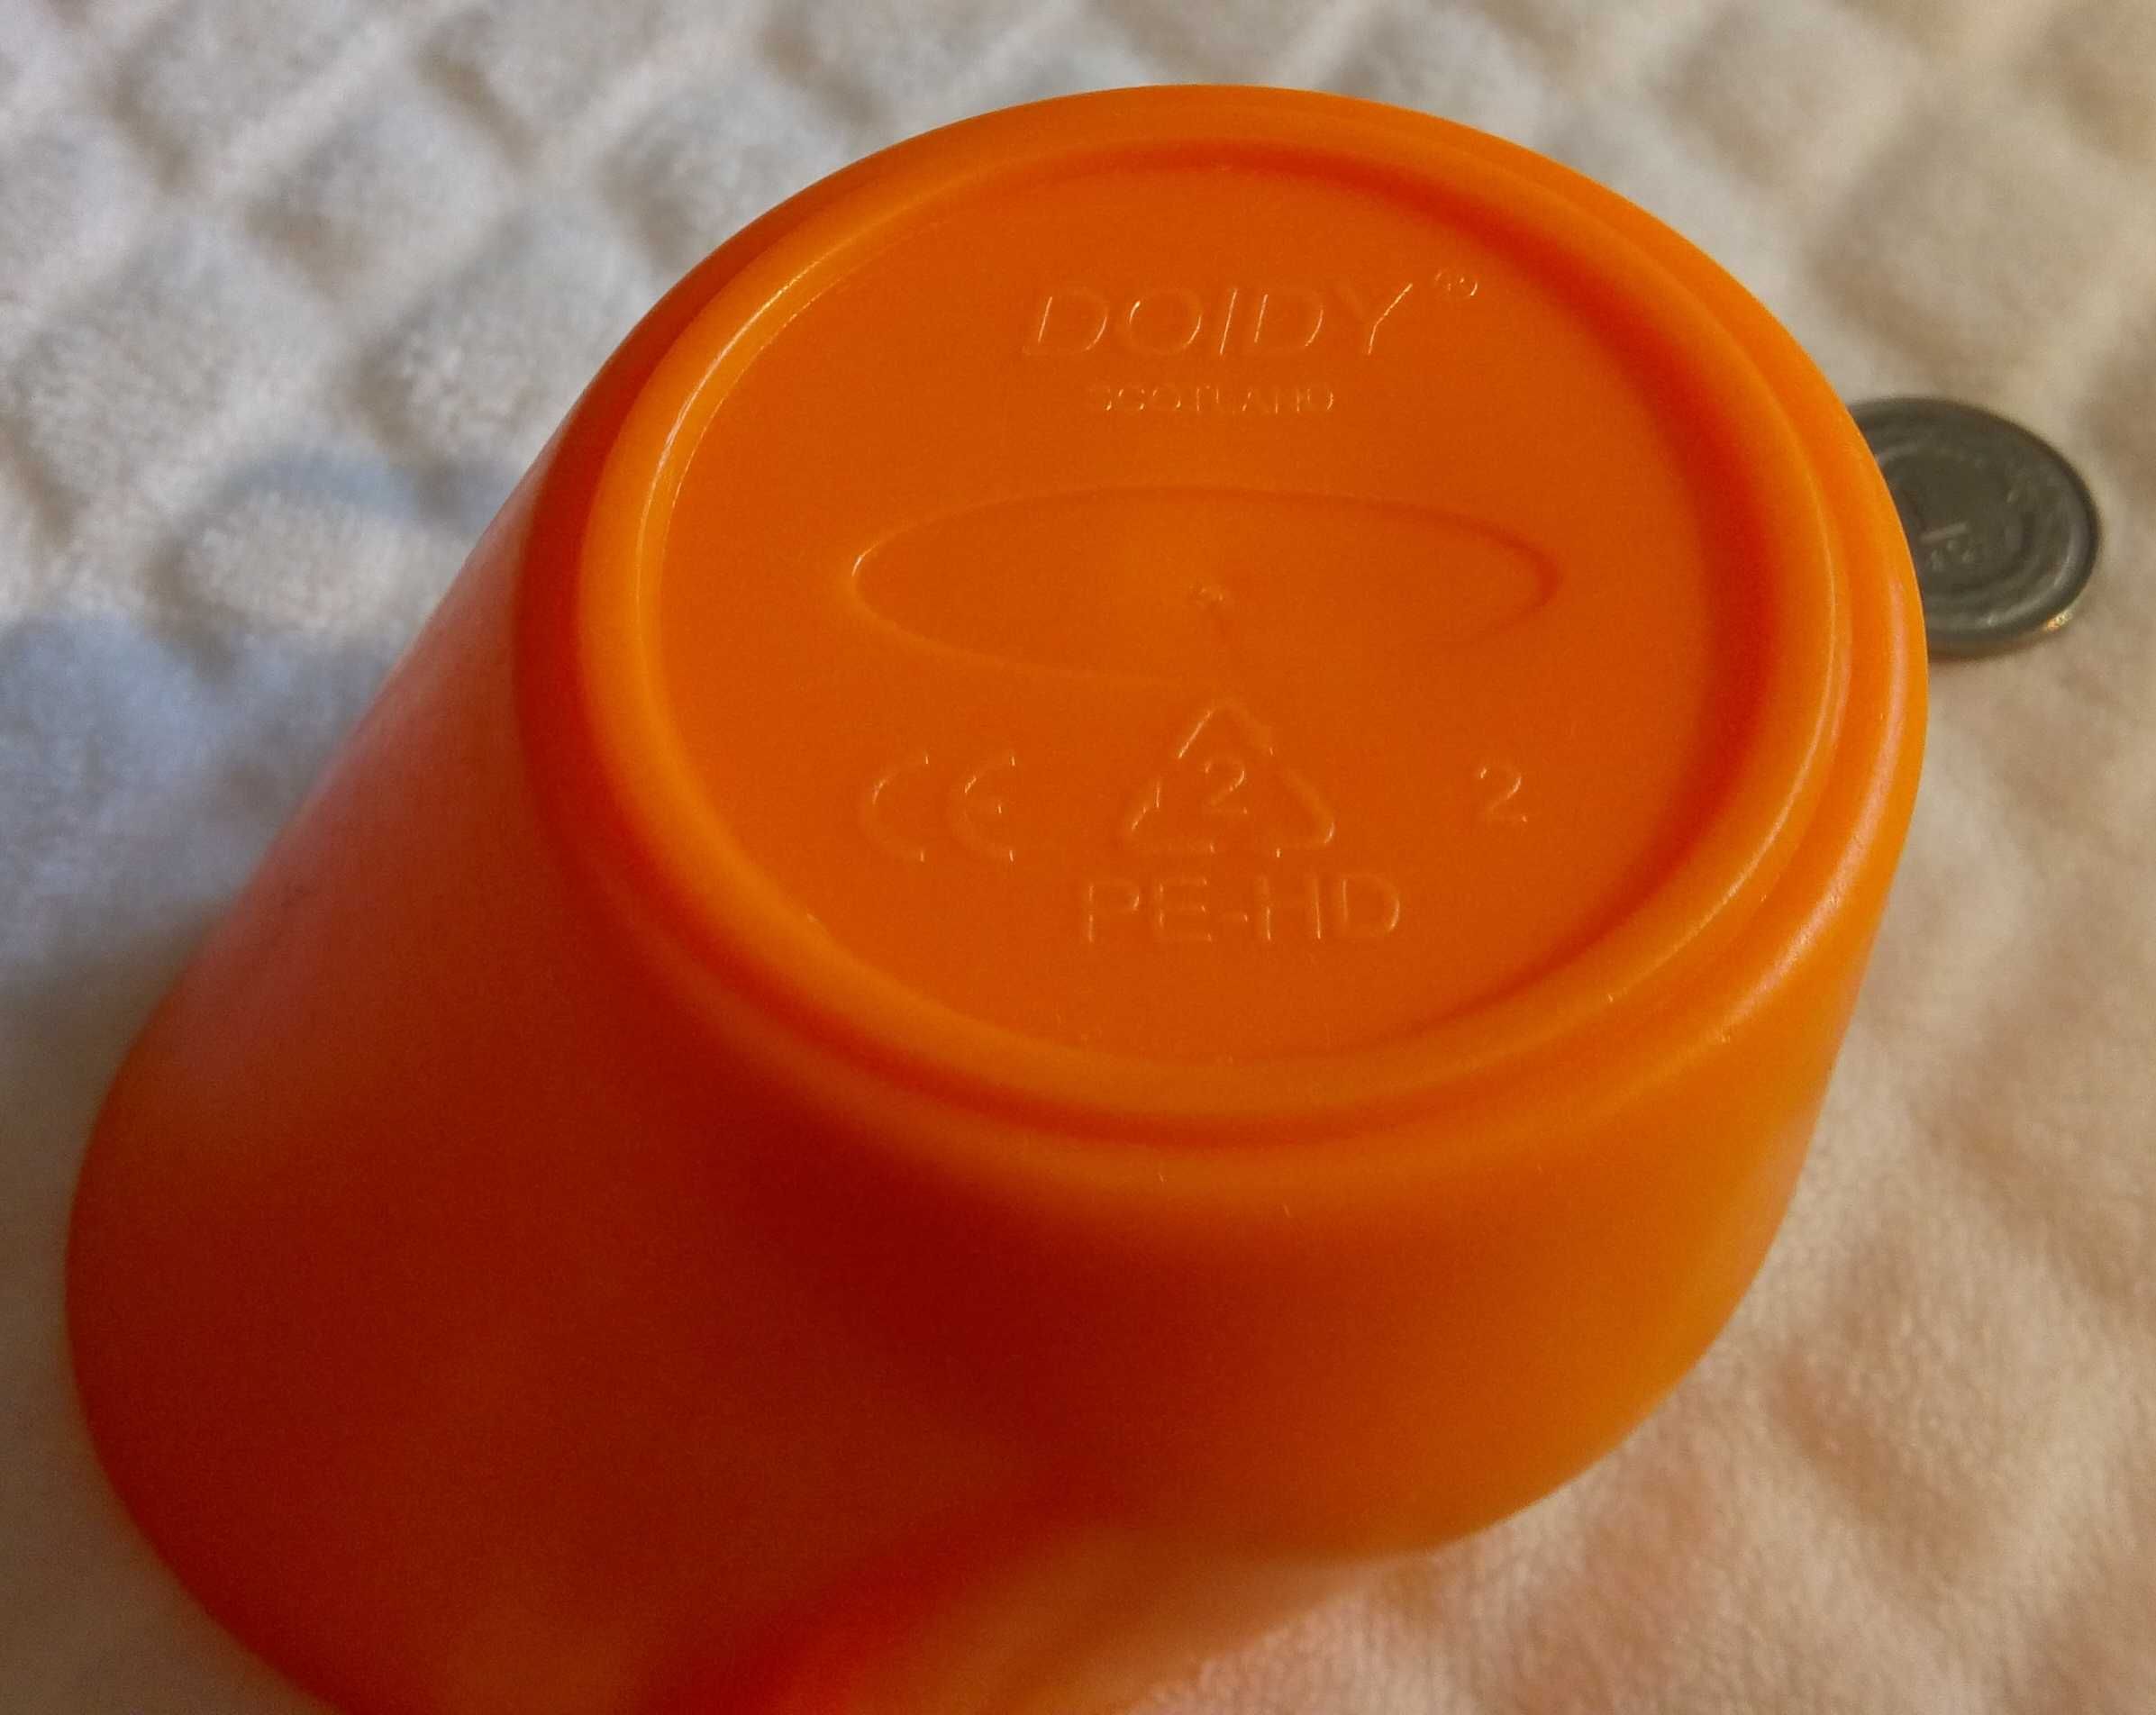 DOIDY®
SCOTLAND
CE 2 2
PE-HD